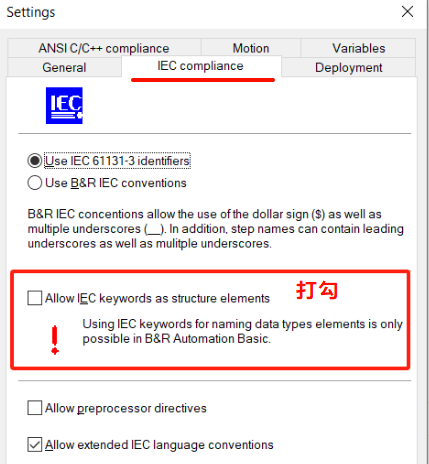 Settings
ANSI C/C++ compliance
Motion
Variables
General
IEC compliance
Deployment
IEC
Use IEC 61131-3 identifiers
Use B&R IEC conventions
B&R IEC concentions allow the use of the dollar sign ($) as well as
multiple underscores (__). In addition, step names can contain leading
underscores as well as mulitple underscores.
Allow IEC keywords as structure elements
打勾
!
Using IEC keywords for naming data types elements is only
possible in B&R Automation Basic.
Allow preprocessor directives
Allow extended IEC language conventions